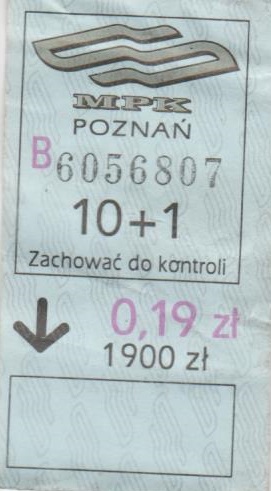 MPK
POZNAŃ
B6056807
10+1
Zachować do kontroli
0,19 zł
1900 zł